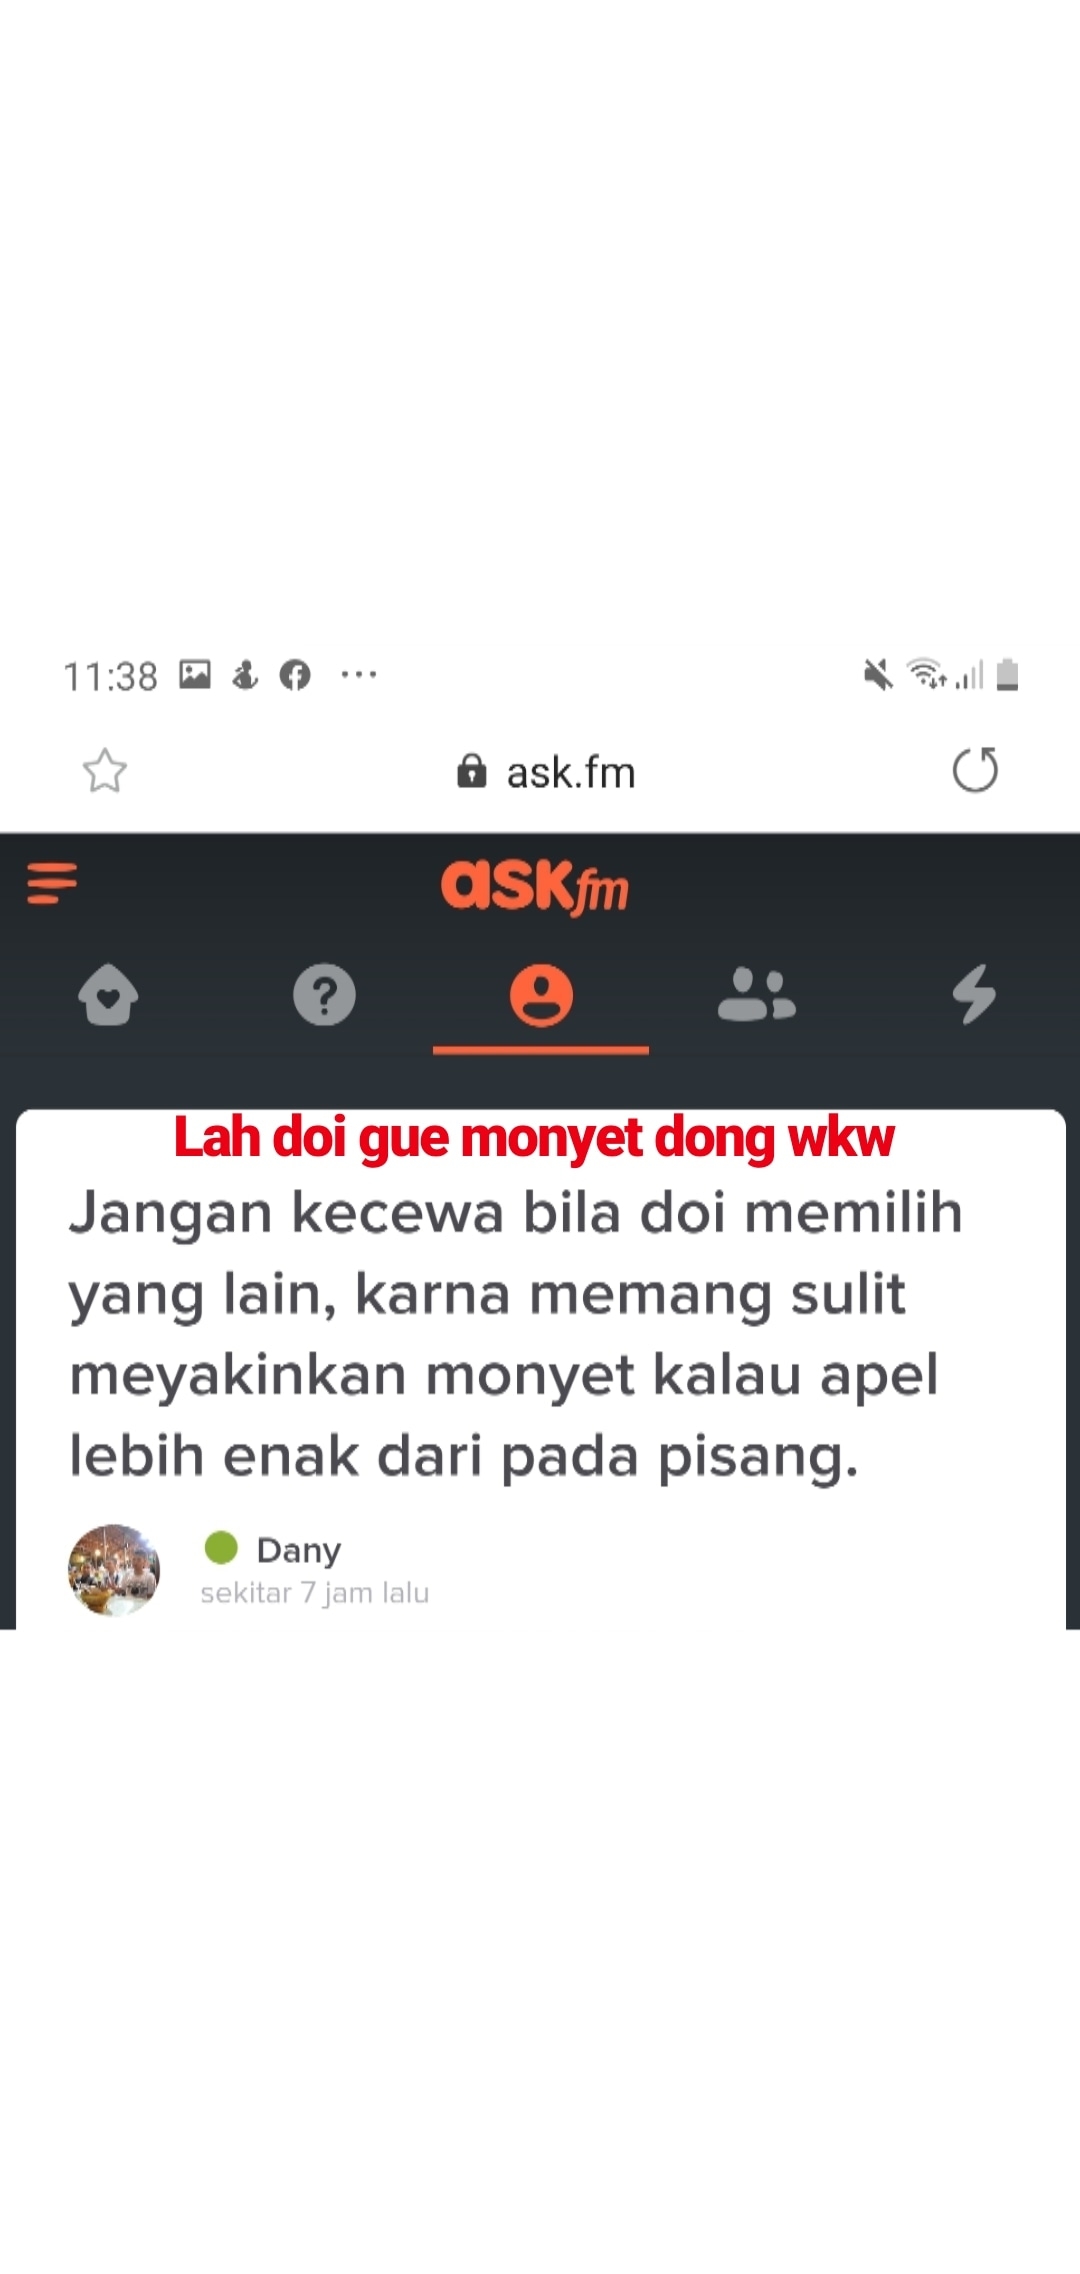 11:38
ask.fm
ASKfm
Lah doi gue monyet dong wkw
Jangan kecewa bila doi memilih
yang lain, karna memang sulit
meyakinkan monyet kalau apel
lebih enak dari pada pisang.
Dany
sekitar 7 jam lalu